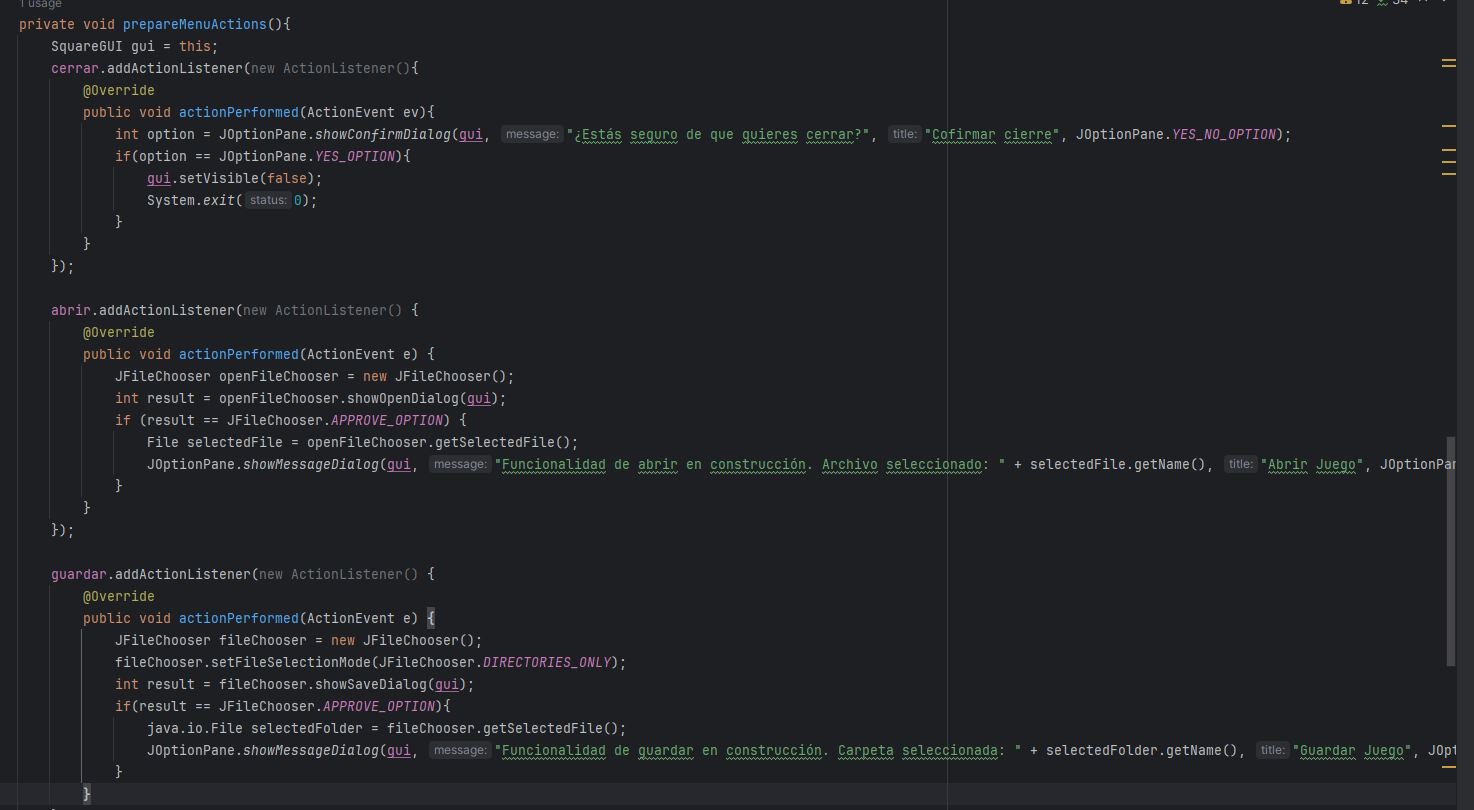 1 usage
12 34
private void prepareMenuActions(){
SquareGUI gui = this;
cerrar.addActionListener(new ActionListener(){
@Override
public void actionPerformed(ActionEvent ev){
int option = JOptionPane.showConfirmDialog(gui, message: "¿Estás seguro de que quieres cerrar?", title: "Cofirmar cierre", JOptionPane.YES_NO_OPTION);
if(option == JOptionPane.YES_OPTION){
gui.setVisible(false);
System.exit( status: 0);
}
}
});
abrir.addActionListener(new ActionListener() {
@Override
public void actionPerformed(ActionEvent e) {
JFileChooser openFileChooser = new JFileChooser();
int result = openFileChooser.showOpenDialog(gui);
if (result == JFileChooser.APPROVE_OPTION) {
File selectedFile = openFileChooser.getSelectedFile();
JOptionPane.showMessageDialog(gui, message: "Funcionalidad de abrir en construcción. Archivo seleccionado: " + selectedFile.getName(), title: "Abrir Juego", JOptionPan
}
}
});
guardar.addActionListener(new ActionListener() {
@Override
public void actionPerformed(ActionEvent e) {
JFileChooser fileChooser = new JFileChooser();
fileChooser.setFileSelectionMode(JFileChooser.DIRECTORIES_ONLY);
int result = fileChooser.showSaveDialog(gui);
if(result == JFileChooser.APPROVE_OPTION){
java.io.File selectedFolder = fileChooser.getSelectedFile();
JOptionPane.showMessageDialog(gui, message: "Funcionalidad de guardar en construcción. Carpeta seleccionada: " + selectedFolder.getName(), title: "Guardar Juego", JOpt
}
}